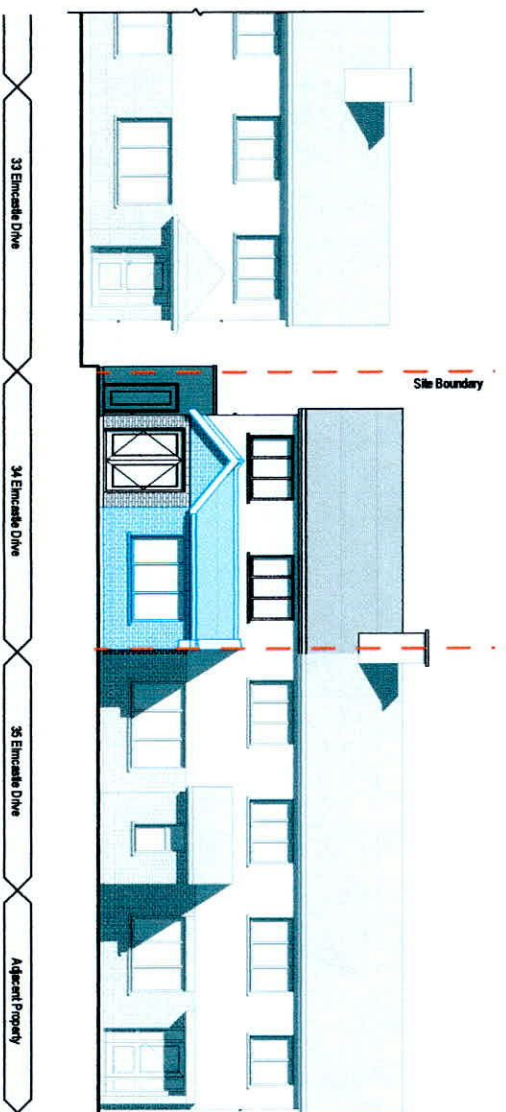 Site Boundary
33 Elmcastle Drive
34 Elmcastle Drive
35 Elmcastle Drive
Adjacent Property